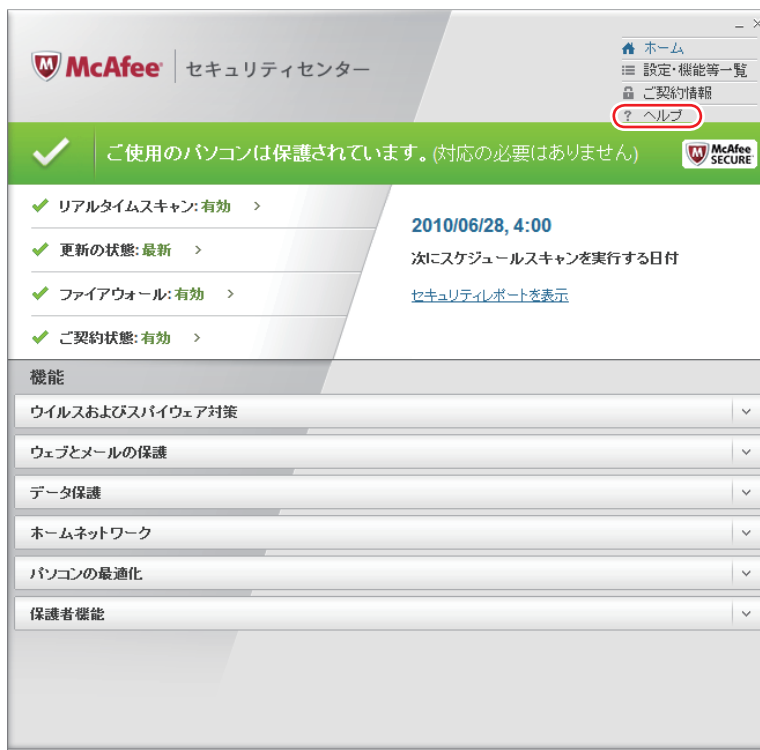 McAfee セキュリティセンター
ホーム
設定・機能等一覧
ご契約情報
? ヘルプ
ご使用のパソコンは保護されています。(対応の必要はありません)
McAfee SECURE
リアルタイムスキャン:有効
更新の状態:最新
ファイアウォール:有効
ご契約状態:有効
2010/06/28, 4:00
次にスケジュールスキャンを実行する日付
セキュリティレポートを表示
機能
ウイルスおよびスパイウェア対策
ウェブとメールの保護
データ保護
ホームネットワーク
パソコンの最適化
保護者機能